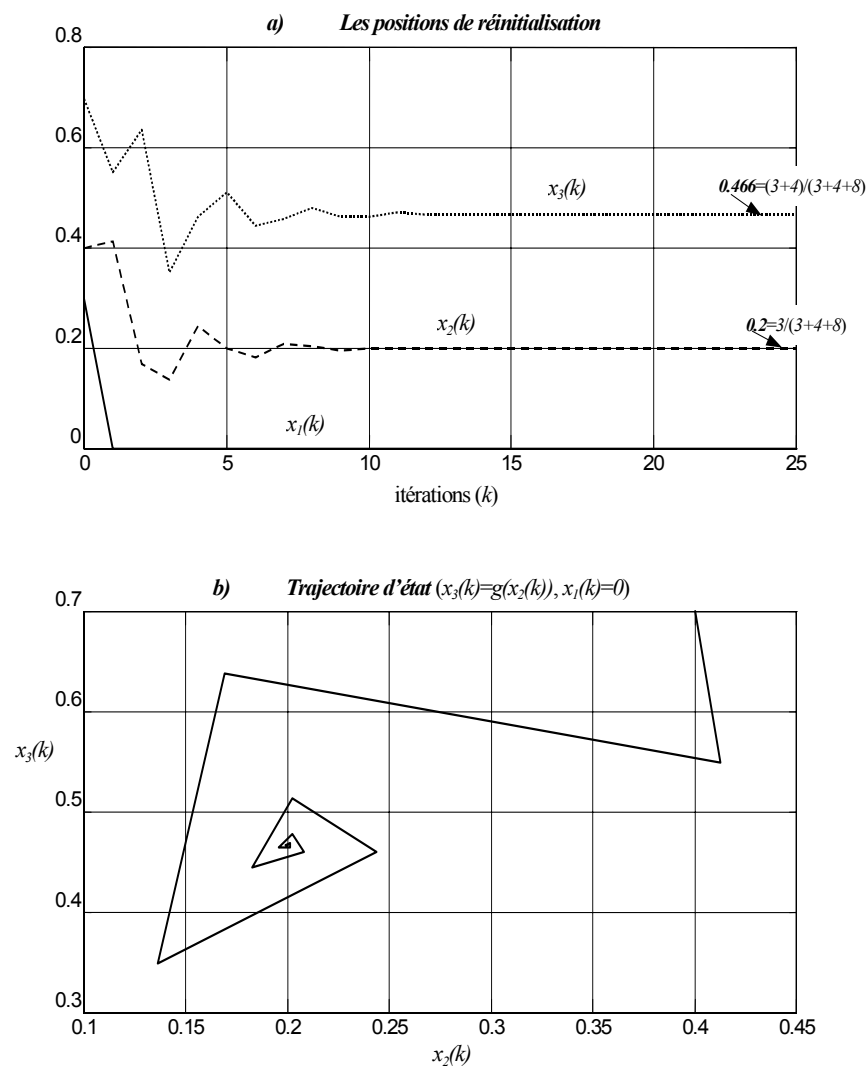 a) Les positions de réinitialisation
0.8
0.6
0.4
0.2
0
x3(k)
0.466=(3+4)/(3+4+8)
x2(k)
0.2=3/(3+4+8)
x1(k)
0 5 10 15 20 25
itérations (k)
b) Trajectoire d'état (x3(k)=g(x2(k)), x1(k)=0)
0.7
0.6
x3(k)
0.5
0.4
0.3
0.1 0.15 0.2 0.25 0.3 0.35 0.4 0.45
x2(k)